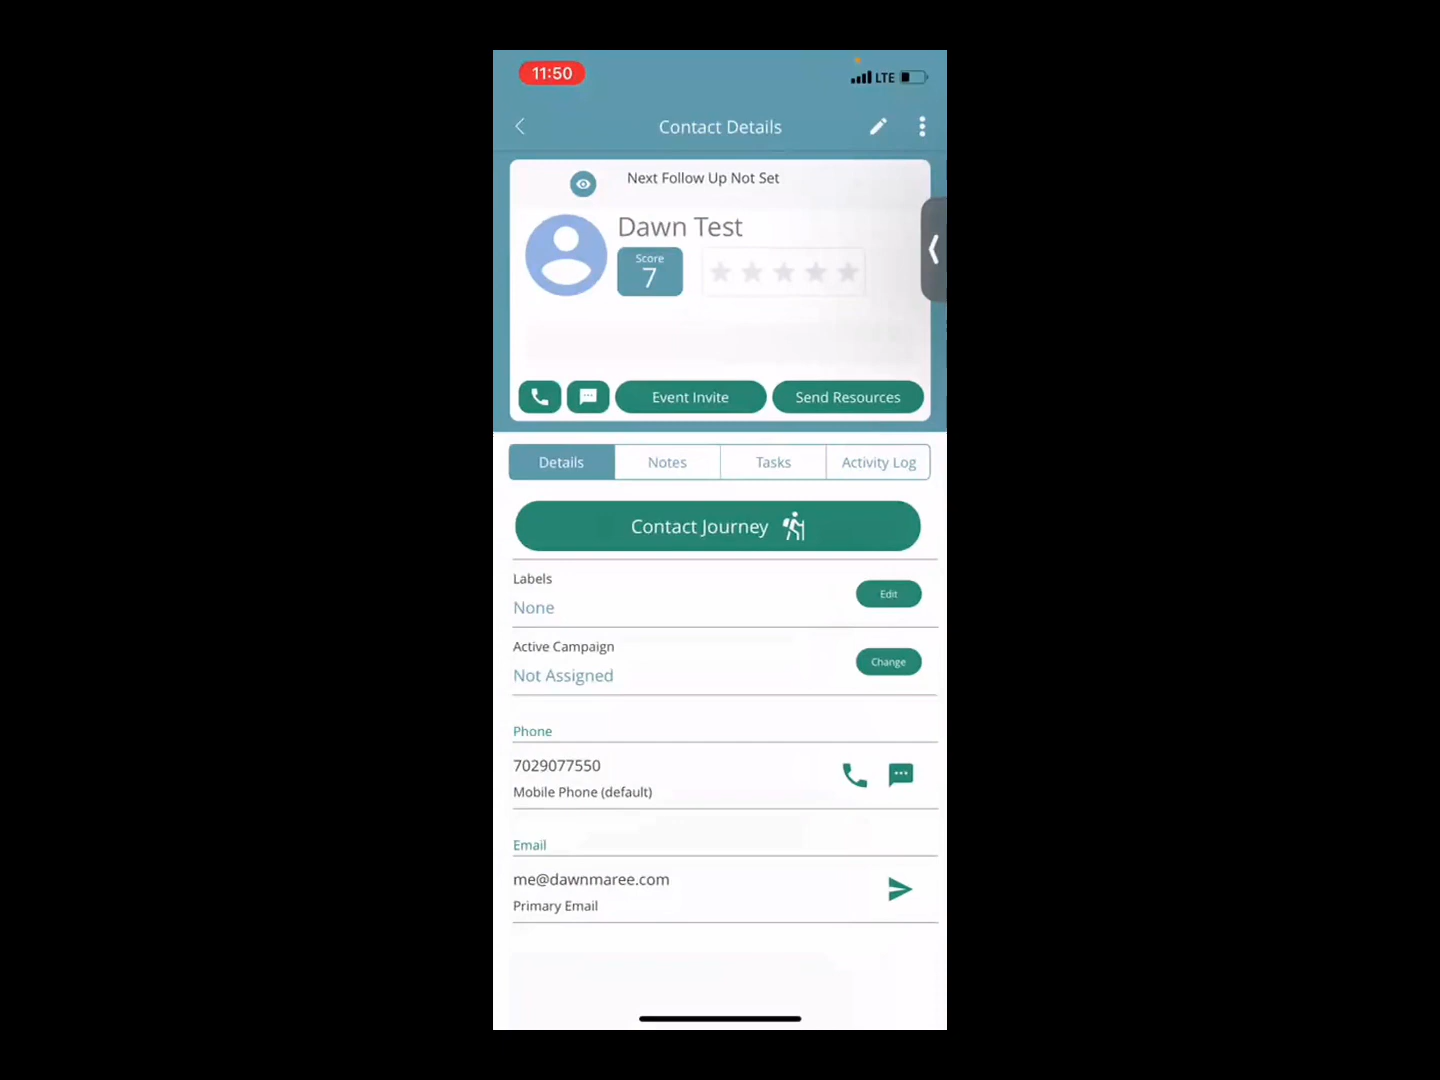 11:50
LTE
Contact Details
Next Follow Up Not Set
Dawn Test
Score
7
Event Invite
Send Resources
Details
Notes
Tasks
Activity Log
Contact Journey
Labels
None
Edit
Active Campaign
Not Assigned
Change
Phone
7029077550
Mobile Phone (default)
Email
me@dawnmaree.com
Primary Email